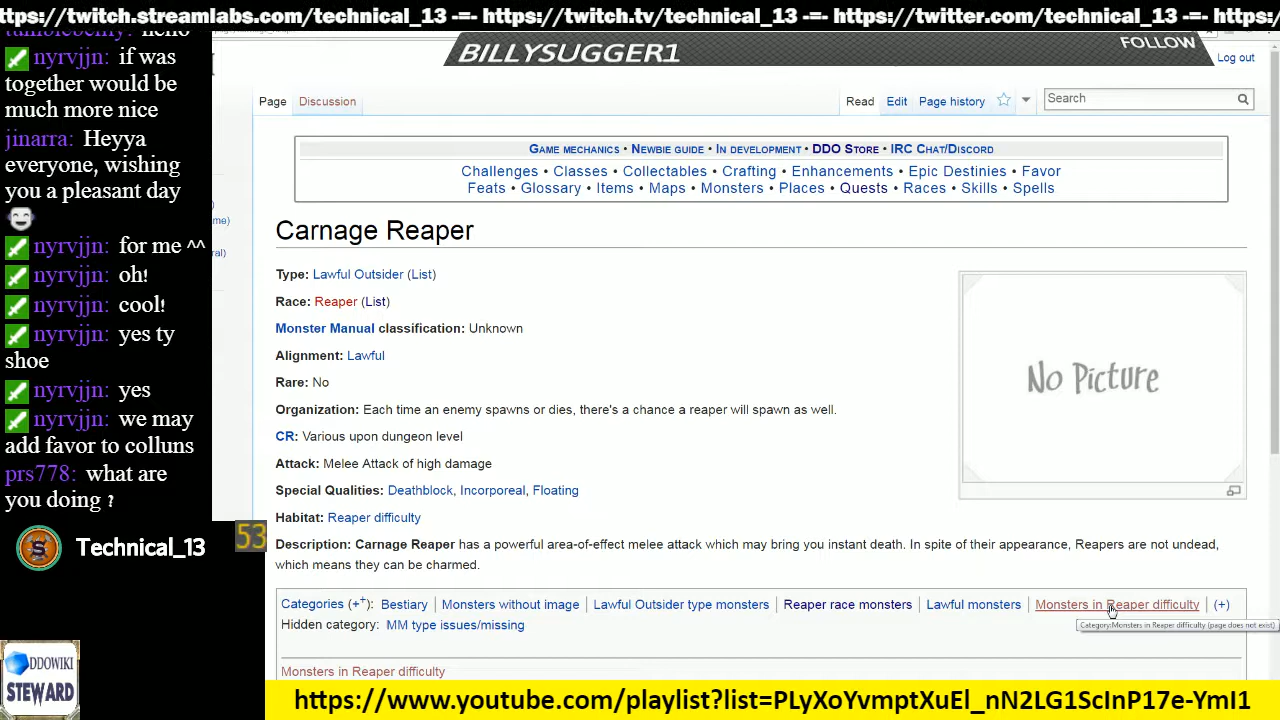 https://twitch.streamlabs.com/technical_13 -=- https://twitch.tv/technical_13 -=- https://twitter.com/technical_13 -=- https:/
nyrvjjn: if was
together would be
much more nice
jinarra: Heyya
everyone, wishing
you a pleasant day
nyrvjjn: for me ^^
nyrvjjn: oh!
nyrvjjn: cool!
nyrvjjn: yes ty
shoe
nyrvjjn: yes
nyrvjjn: we may
add favor to colluns
prs778: what are
you doing ?
Technical_13
53
DDOWIKI
STEWARD
BILLYSUGGER1
FOLLOW
Log out
Page Discussion
Read Edit Page history
Search
Game mechanics • Newbie guide • In development • DDO Store • IRC Chat/Discord
Challenges • Classes • Collectables • Crafting • Enhancements • Epic Destinies • Favor
Feats • Glossary • Items • Maps • Monsters • Places • Quests • Races • Skills • Spells
Carnage Reaper
Type: Lawful Outsider (List)
Race: Reaper (List)
Monster Manual classification: Unknown
Alignment: Lawful
Rare: No
Organization: Each time an enemy spawns or dies, there's a chance a reaper will spawn as well.
CR: Various upon dungeon level
Attack: Melee Attack of high damage
Special Qualities: Deathblock, Incorporeal, Floating
Habitat: Reaper difficulty
Description: Carnage Reaper has a powerful area-of-effect melee attack which may bring you instant death. In spite of their appearance, Reapers are not undead,
which means they can be charmed.
No Picture
Categories (+⁺): Bestiary | Monsters without image | Lawful Outsider type monsters | Reaper race monsters | Lawful monsters | Monsters in Reaper difficulty | (+)
Hidden category: MM type issues/missing
Category:Monsters in Reaper difficulty (page does not exist)
Monsters in Reaper difficulty
https://www.youtube.com/playlist?list=PLyXoYvmptXuEl_nN2LG1ScInP17e-YmI1